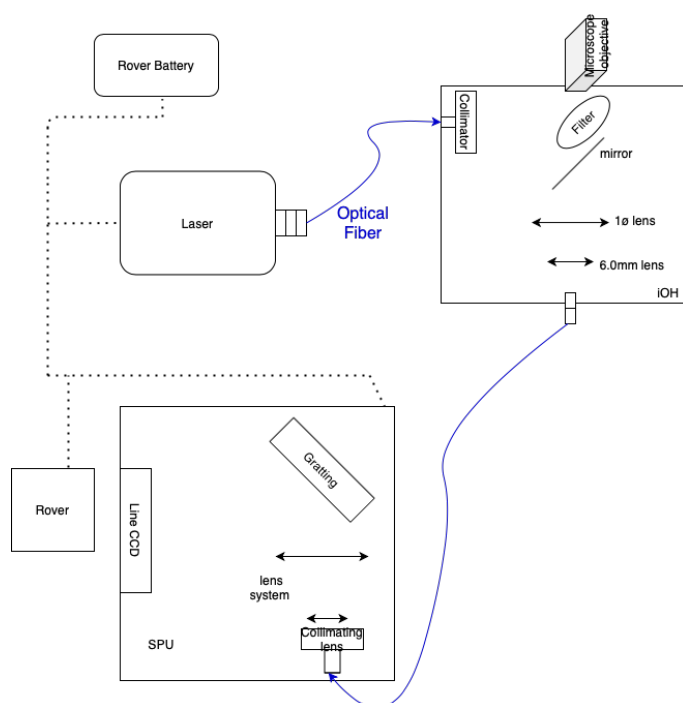 Rover Battery
Microscope
objective
Collimator
Filter
mirror
Laser
Optical
Fiber
1ø lens
6.0mm lens
iOH
Gratting
Rover
Line CCD
lens
system
Collimating
lens
SPU